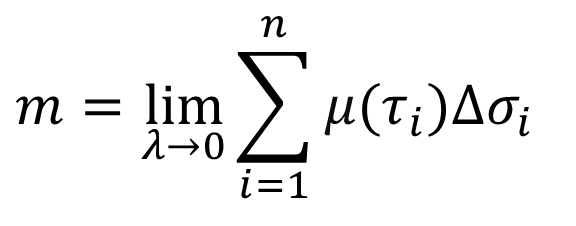 m = lim_{λ→0} ∑_{i=1}^{n} μ(τ_i)Δσ_i